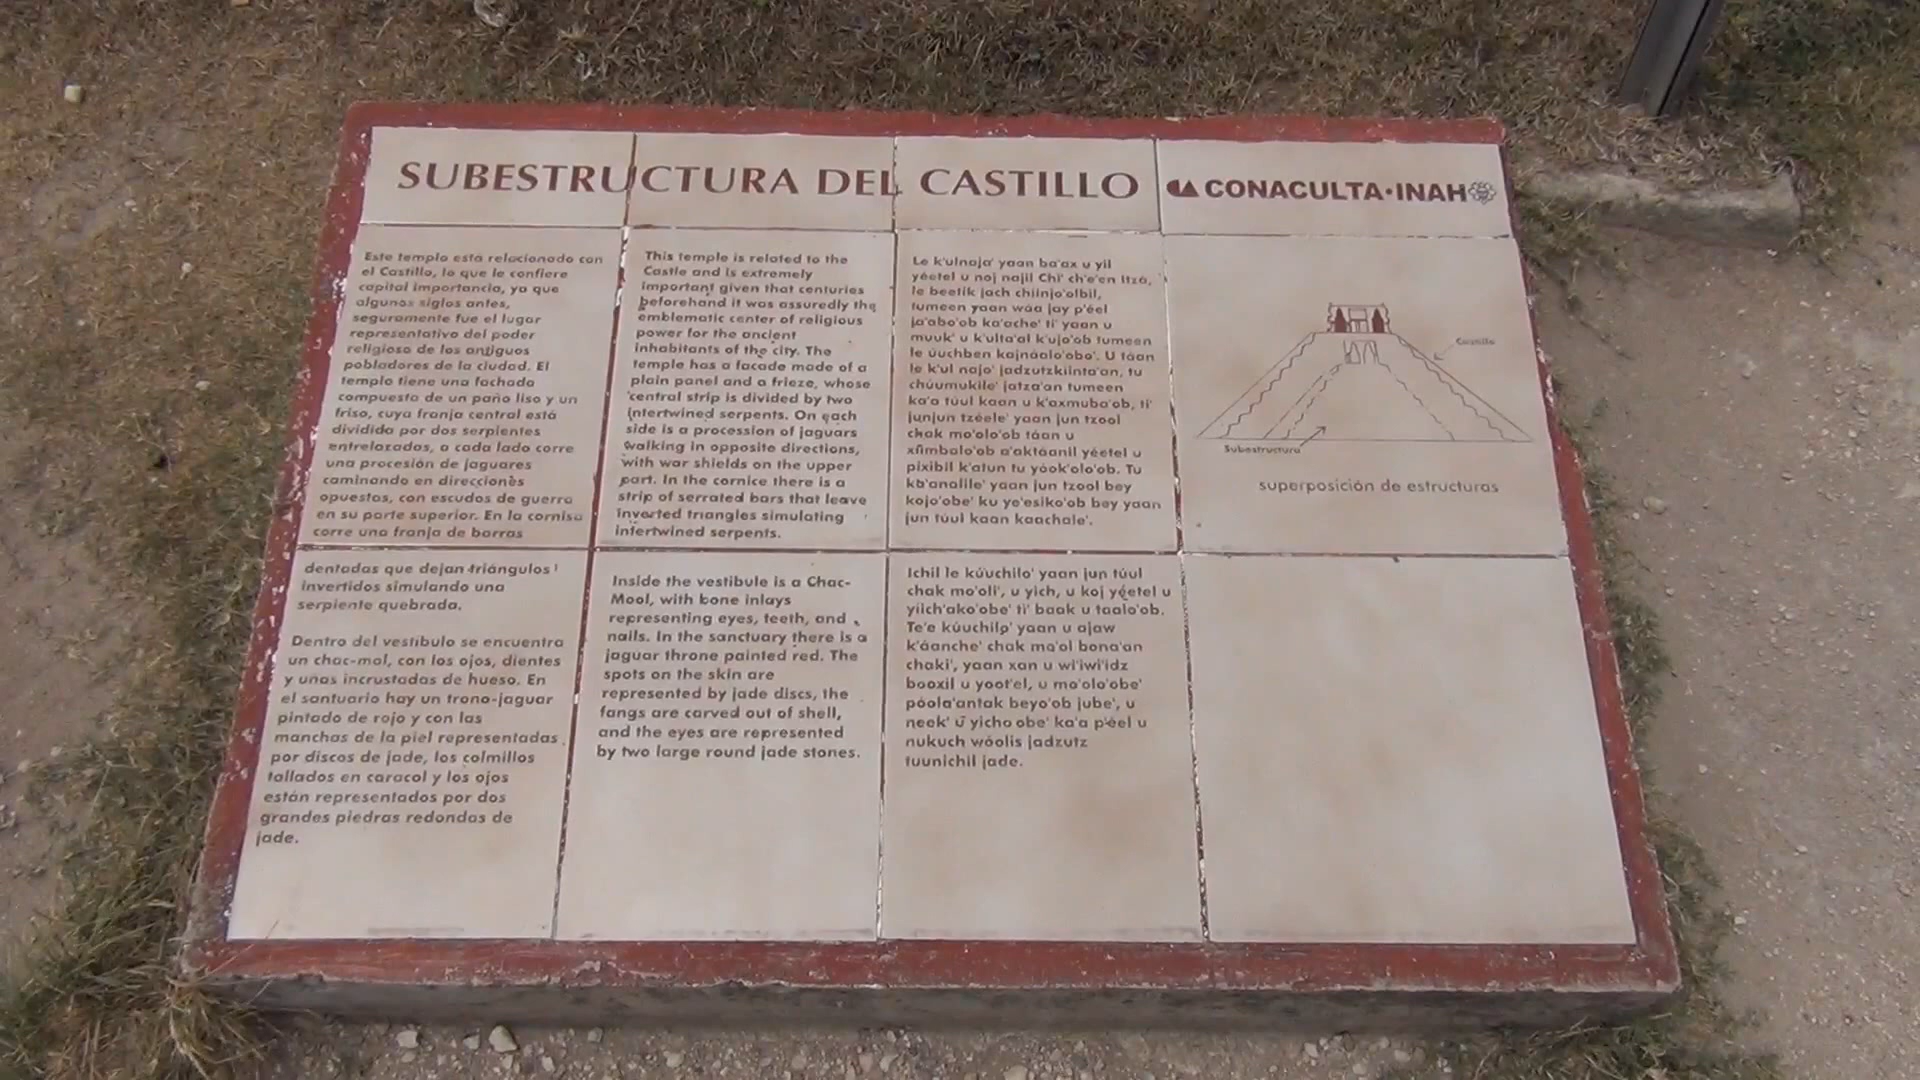 SUBESTRUCTURA DEL CASTILLO
CONACULTA·INAH
Este templo está relacionado con
el Castillo, lo que le confiere
capital importancia, ya que
algunos siglos antes,
seguramente fue el lugar
representativo del poder
religioso de los antiguos
pobladores de la ciudad. El
templo tiene una fachada
compuesta de un paño liso y un
friso, cuya franja central está
dividida por dos serpientes
entrelazadas, a cada lado corre
una procesión de jaguares
caminando en direcciones
opuestas, con escudos de guerra
en su parte superior. En la cornisa
corre una franja de barras
dentadas que dejan triángulos
invertidos simulando una
serpiente quebrada.
Dentro del vestíbulo se encuentra
un chac-mol, con los ojos, dientes
y uñas incrustadas de hueso. En
el santuario hay un trono-jaguar
pintado de rojo y con las
manchas de la piel representadas
por discos de jade, los colmillos
tallados en caracol y los ojos
están representados por dos
grandes piedras redondas de
jade.
This temple is related to the
Castle and is extremely
important given that centuries
beforehand it was assuredly the
emblematic center of religious
power for the ancient
inhabitants of the city. The
temple has a facade made of a
plain panel and a frieze, whose
central strip is divided by two
intertwined serpents. On each
side is a procession of jaguars
walking in opposite directions,
with war shields on the upper
part. In the cornice there is a
strip of serrated bars that leave
inverted triangles simulating
intertwined serpents.
Inside the vestibule is a Chac-
Mool, with bone inlays
representing eyes, teeth, and
nails. In the sanctuary there is a
jaguar throne painted red. The
spots on the skin are
represented by jade discs, the
fangs are carved out of shell,
and the eyes are represented
by two large round jade stones.
Le k'ulnaja' yaan ba'ax u yil
yéetel u noj najil Chi' ch'e'en Itzá,
le beetik jach chiinjo'olbil,
tumeen yaan wáa jay p'éel
ja'abo'ob ka'ache' ti' yaan u
muuk' u k'ulta'al k'ujo'ob tumeen
le úuchben kajnáalo'obo'. U táan
le k'ul najo' jadzutzkiinta'an, tu
chúumukile' jatza'an tumeen
ka'a túul kaan u k'axmuba'ob, ti'
junjun tzéele' yaan jun tzool
chak mo'olo'ob táan u
xíimbalo'ob a'aktáanil yéetel u
pixibil k'atun tu yóok'olo'ob. Tu
ka'analile' yaan jun tzool bey
kojo'obe' ku ye'esiko'ob bey yaan
jun túul kaan kaachale'.
Ichil le kúuchilo' yaan jun túul
chak mo'oli', u yich, u koj yéetel u
yiich'ako'obe' ti' baak u taalo'ob.
Te'e kúuchilo' yaan u ajaw
k'áanche' chak mo'ol bona'an
chaki', yaan xan u wi'iwi'idz
booxil u yoot'el, u mo'olo'obe'
póola'antak beyo'ob jube', u
neek' u yicho'obe' ka'a p'éel u
nukuch wóolis jadzutz
tuunichil jade.
Castillo
Subestructura
superposición de estructuras